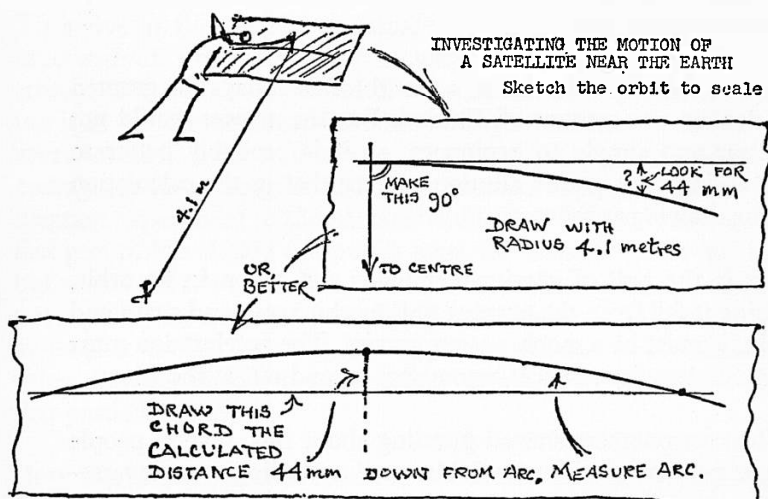 INVESTIGATING THE MOTION OF
A SATELLITE NEAR THE EARTH
Sketch the orbit to scale
4.1m
MAKE
THIS 90°
? LOOK FOR
44 mm
DRAW WITH
RADIUS 4.1 metres
TO CENTRE
OR,
BETTER
DRAW THIS
CHORD THE
CALCULATED
DISTANCE 44mm DOWN FROM ARC, MEASURE ARC.